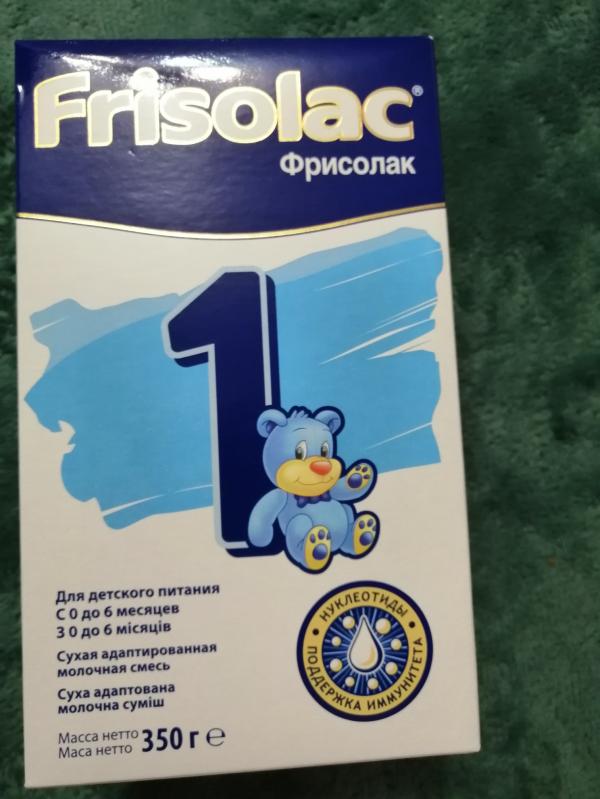 Frisolac®
Фрисолак
1
Для детского питания
С 0 до 6 месяцев
З 0 до 6 місяців
Сухая адаптированная
молочная смесь
Суха адаптована
молочна суміш
Масса нетто
Маса нетто
350 г ℮
• НУКЛЕОТИДЫ •
ПОДДЕРЖКА ИММУНИТЕТА